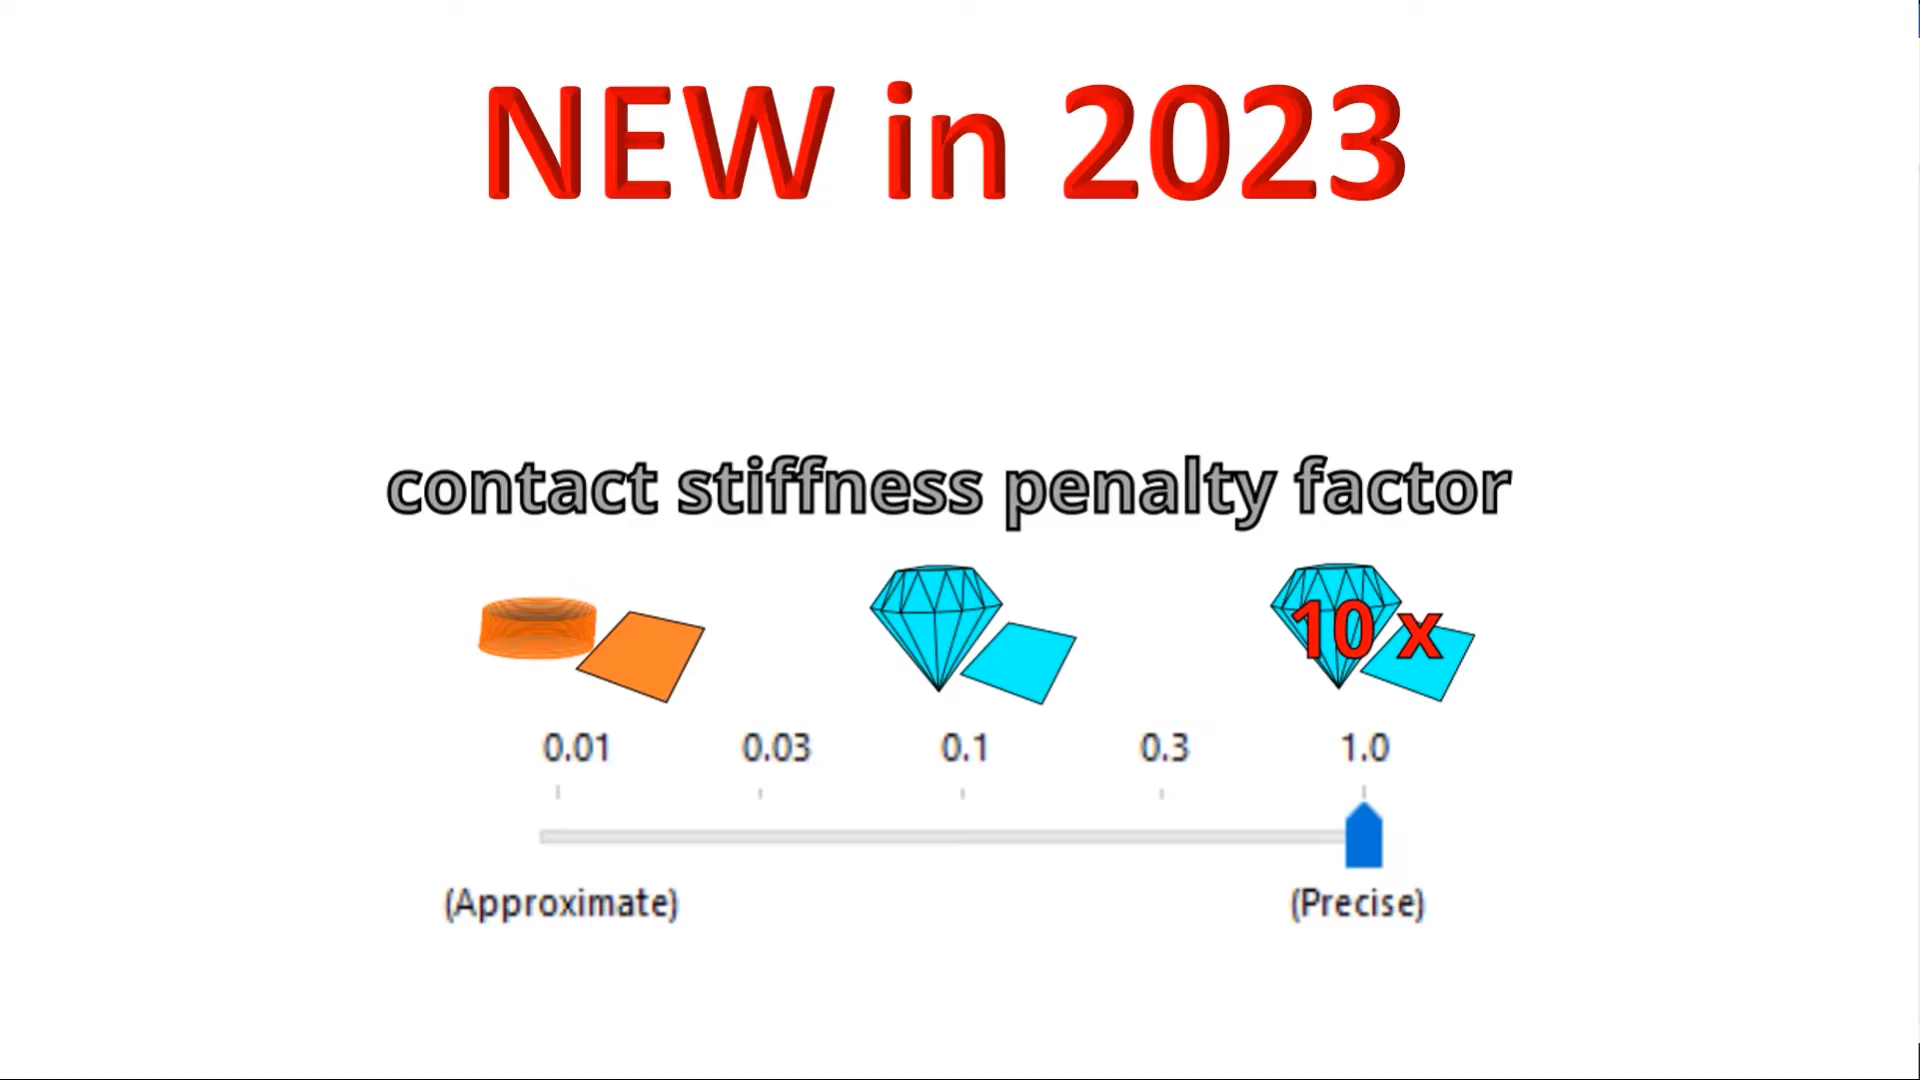 NEW in 2023
contact stiffness penalty factor
10 x
0.01 0.03 0.1 0.3 1.0
(Approximate) (Precise)